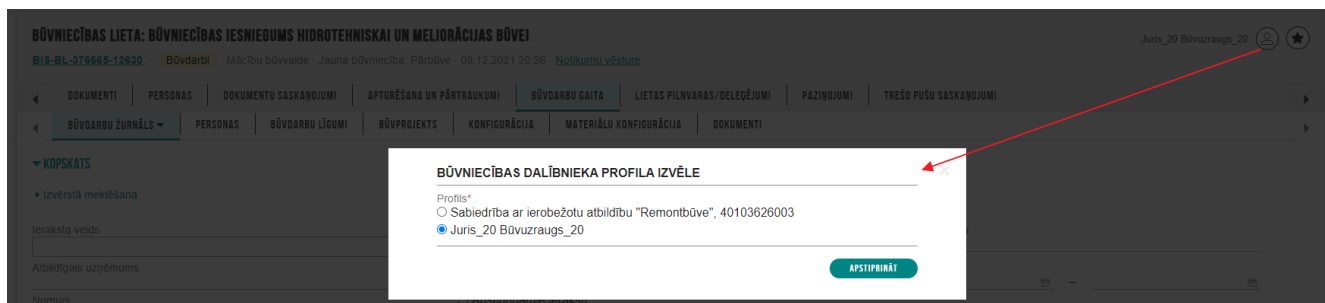 BŪVNIECĪBAS LIETA: BŪVNIECĪBAS IESNIEGUMS HIDROTEHNISKAI UN MELIORĀCIJAS BŪVEI
Juris_20 Būvuzraugs_20
BIS-BL-376665-12630 Būvdarbi Mācību būvvalde · Jauna būvniecība, Pārbūve · 09.12.2021 20:26 · Notikumu vēsture
DOKUMENTI PERSONAS DOKUMENTU SASKAŅOJUMI APTURĒŠANA UN PĀRTRAUKUMI BŪVDARBU GAITA LIETAS PILNVARAS/DELEĢĒJUMI PAZIŅOJUMI TREŠO PUŠU SASKAŅOJUMI
BŪVDARBU ŽURNĀLS PERSONAS BŪVDARBU LĪGUMI BŪVPROJEKTS KONFIGURĀCIJA MATERIĀLU KONFIGURĀCIJA DOKUMENTI
KOPSKATS
Izvērstā meklēšana
Ieraksta veids
Atbildīgais uzņēmums
Numurs
BŪVNIECĪBAS DALĪBNIEKA PROFILA IZVĒLE
Profils*
Sabiedrība ar ierobežotu atbildību "Remontbūve", 40103626003
Juris_20 Būvuzraugs_20
APSTIPRINĀT